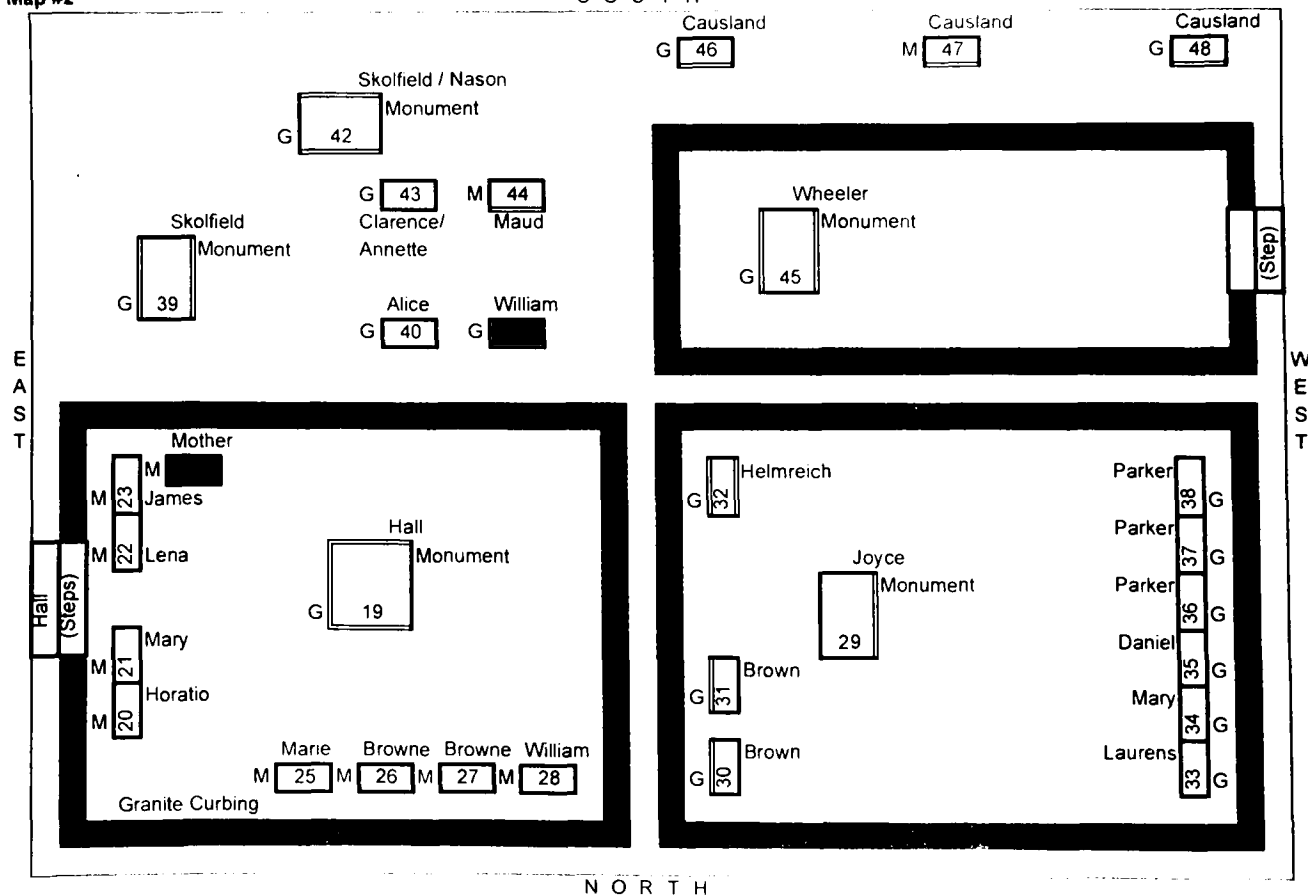 Map #2
Causland
G 46
Causland
M 47
Causland
G 48
Skolfield / Nason
Monument
G 42
G 43
Clarence/
Annette
M 44
Maud
Skolfield
Monument
G 39
Wheeler
Monument
G 45
(Step)
Alice
G 40
William
G
EAST
WEST
Mother
M
M 23 James
M 22 Lena
Hall
(Steps)
Hall
Monument
G 19
Mary
M 21
Horatio
M 20
Marie
M 25
Browne
M 26
Browne
M 27
William
M 28
Granite Curbing
Helmreich
G 32
Joyce
Monument
29
Brown
G 31
Brown
G 30
Parker
38 G
Parker
37 G
Parker
36 G
Daniel
35 G
Mary
34 G
Laurens
33 G
NORTH